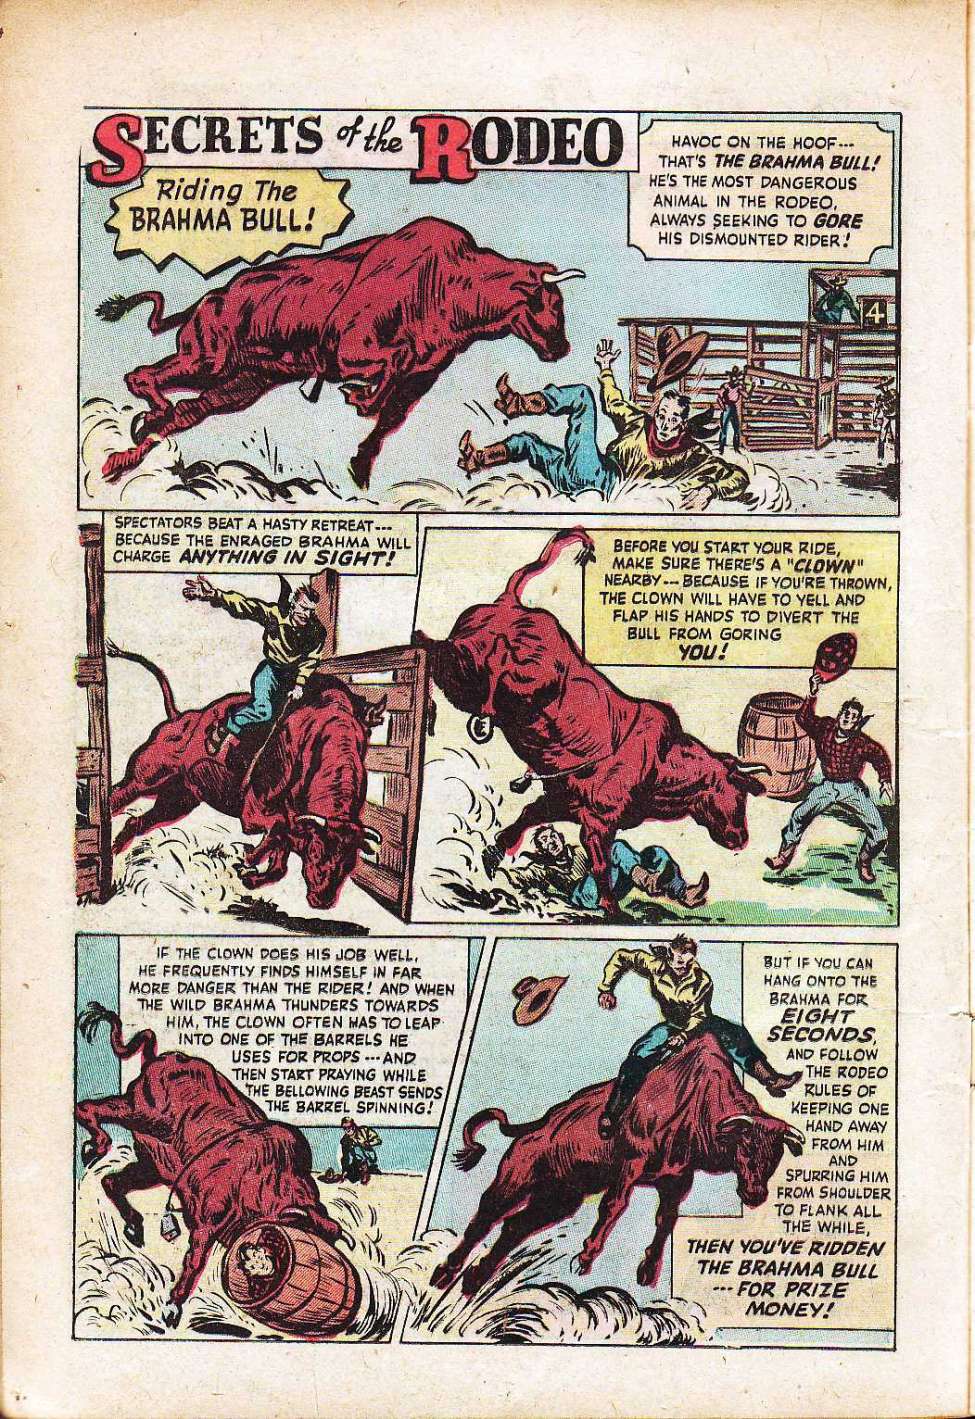 SECRETS of the RODEO
Riding The
BRAHMA BULL!
HAVOC ON THE HOOF---
THAT'S THE BRAHMA BULL!
HE'S THE MOST DANGEROUS
ANIMAL IN THE RODEO,
ALWAYS SEEKING TO GORE
HIS DISMOUNTED RIDER!
4
SPECTATORS BEAT A HASTY RETREAT---
BECAUSE THE ENRAGED BRAHMA WILL
CHARGE ANYTHING IN SIGHT!
BEFORE YOU START YOUR RIDE,
MAKE SURE THERE'S A "CLOWN"
NEARBY--- BECAUSE IF YOU'RE THROWN,
THE CLOWN WILL HAVE TO YELL AND
FLAP HIS HANDS TO DIVERT THE
BULL FROM GORING
YOU!
IF THE CLOWN DOES HIS JOB WELL,
HE FREQUENTLY FINDS HIMSELF IN FAR
MORE DANGER THAN THE RIDER! AND WHEN
THE WILD BRAHMA THUNDERS TOWARDS
HIM, THE CLOWN OFTEN HAS TO LEAP
INTO ONE OF THE BARRELS HE
USES FOR PROPS --- AND
THEN START PRAYING WHILE
THE BELLOWING BEAST SENDS
THE BARREL SPINNING!
BUT IF YOU CAN
HANG ONTO THE
BRAHMA FOR
EIGHT
SECONDS,
AND FOLLOW
THE RODEO
RULES OF
KEEPING ONE
HAND AWAY
FROM HIM
AND
SPURRING HIM
FROM SHOULDER
TO FLANK ALL
THE WHILE,
THEN YOU'VE RIDDEN
THE BRAHMA BULL
---FOR PRIZE
MONEY!